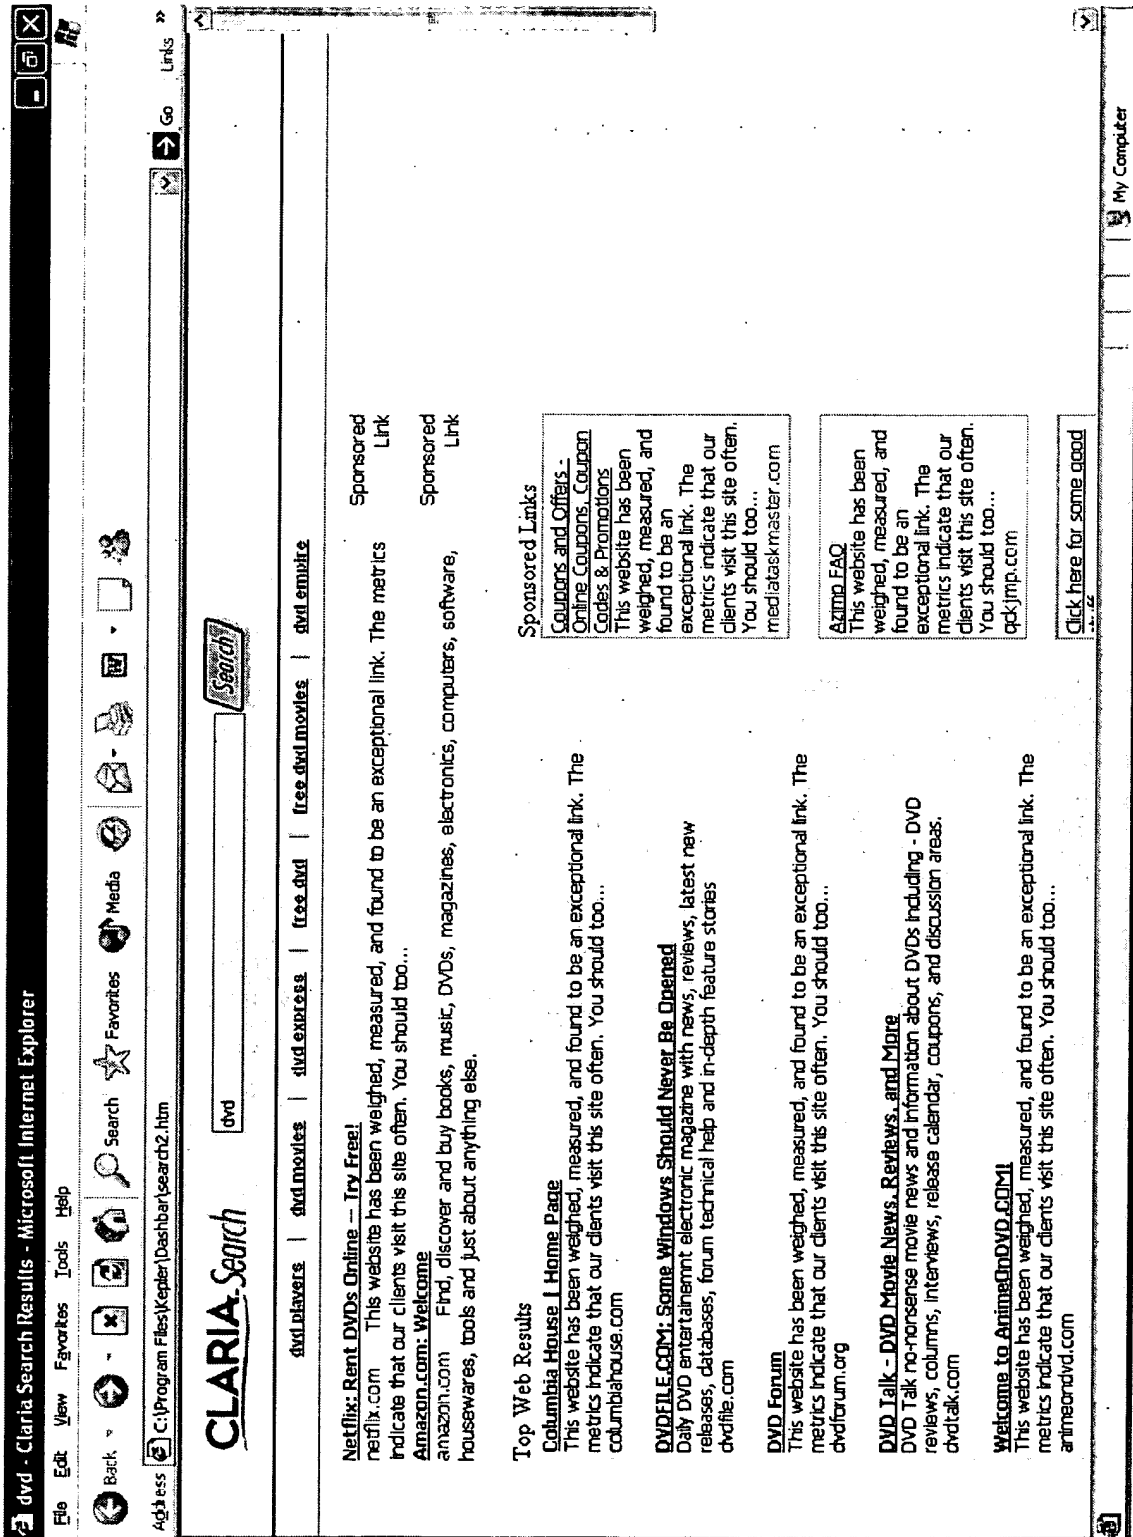 dvd - Claria Search Results - Microsoft Internet Explorer
File Edit View Favorites Tools Help
Back Search Favorites Media
Address C:\Program Files\Kepler\Dashbar\search2.htm Go Links »
CLARIA Search dvd Search
dvd players | dvd movies | dvd express | free dvd | free dvd movies | dvd empire
Netflix: Rent DVDs Online -- Try Free! Sponsored
netflix.com This website has been weighed, measured, and found to be an exceptional link. The metrics Link
indicate that our clients visit this site often. You should too...
Amazon.com: Welcome Sponsored
amazon.com Find, discover and buy books, music, DVDs, magazines, electronics, computers, software, Link
housewares, tools and just about anything else.
Top Web Results
Columbia House | Home Page
This website has been weighed, measured, and found to be an exceptional link. The
metrics indicate that our clients visit this site often. You should too...
columbiahouse.com
DVDFILE.COM: Some Windows Should Never Be Opened
Daily DVD entertainemnt electronic magazine with news, reviews, latest new
releases, databases, forum technical help and in-depth feature stories
dvdfile.com
DVD Forum
This website has been weighed, measured, and found to be an exceptional link. The
metrics indicate that our clients visit this site often. You should too...
dvdforum.org
DVD Talk - DVD Movie News, Reviews, and More
DVD Talk no-nonsense movie news and information about DVDs including - DVD
reviews, columns, interviews, release calendar, coupons, and discussion areas.
dvdtalk.com
Welcome to AnimeOnDVD.COM!
This website has been weighed, measured, and found to be an exceptional link. The
metrics indicate that our clients visit this site often. You should too...
animeondvd.com
Sponsored Links
Coupons and Offers -
Online Coupons, Coupon
Codes & Promotions
This website has been
weighed, measured, and
found to be an
exceptional link. The
metrics indicate that our
clients visit this site often.
You should too...
mediataskmaster.com
Azimp FAQ
This website has been
weighed, measured, and
found to be an
exceptional link. The
metrics indicate that our
clients visit this site often.
You should too...
qckjmp.com
Click here for some good
My Computer